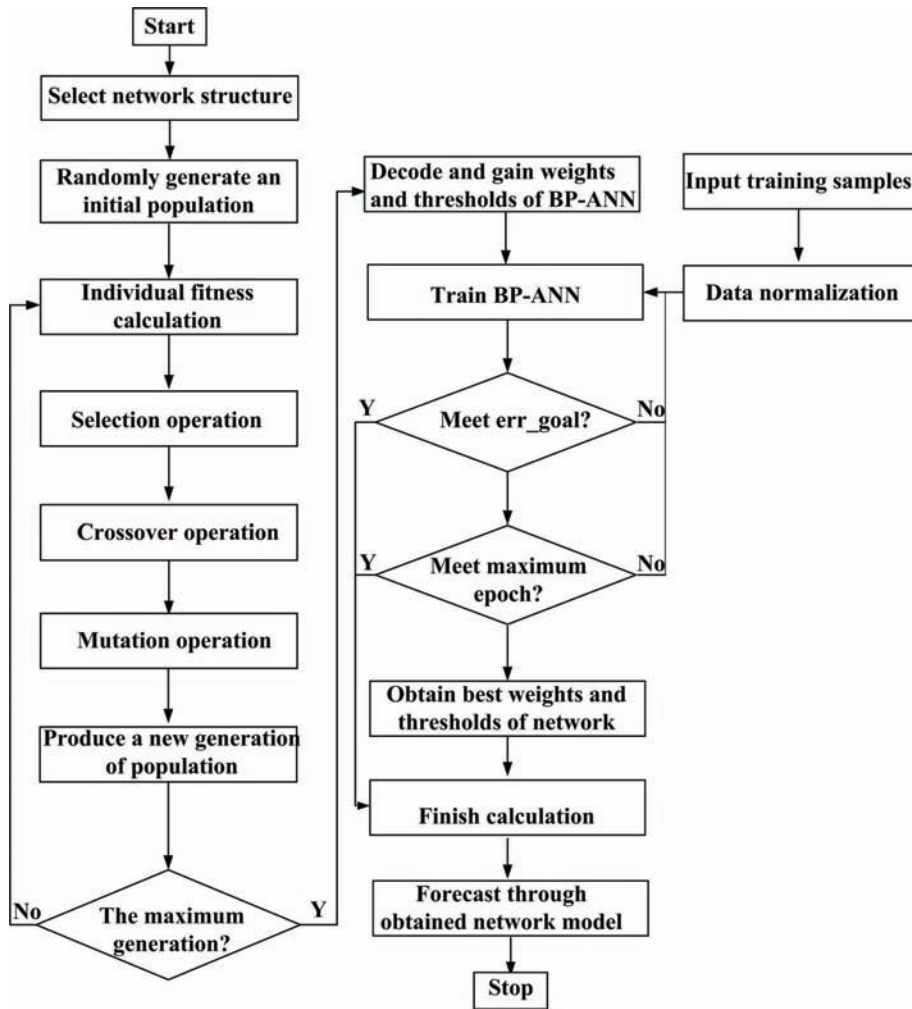 Start
Select network structure
Randomly generate an
initial population
Individual fitness
calculation
Selection operation
Crossover operation
Mutation operation
Produce a new generation
of population
The maximum
generation?
No
Y
Decode and gain weights
and thresholds of BP-ANN
Input training samples
Data normalization
Train BP-ANN
Y
Meet err_goal?
No
Y
Meet maximum
epoch?
No
Obtain best weights and
thresholds of network
Finish calculation
Forecast through
obtained network model
Stop